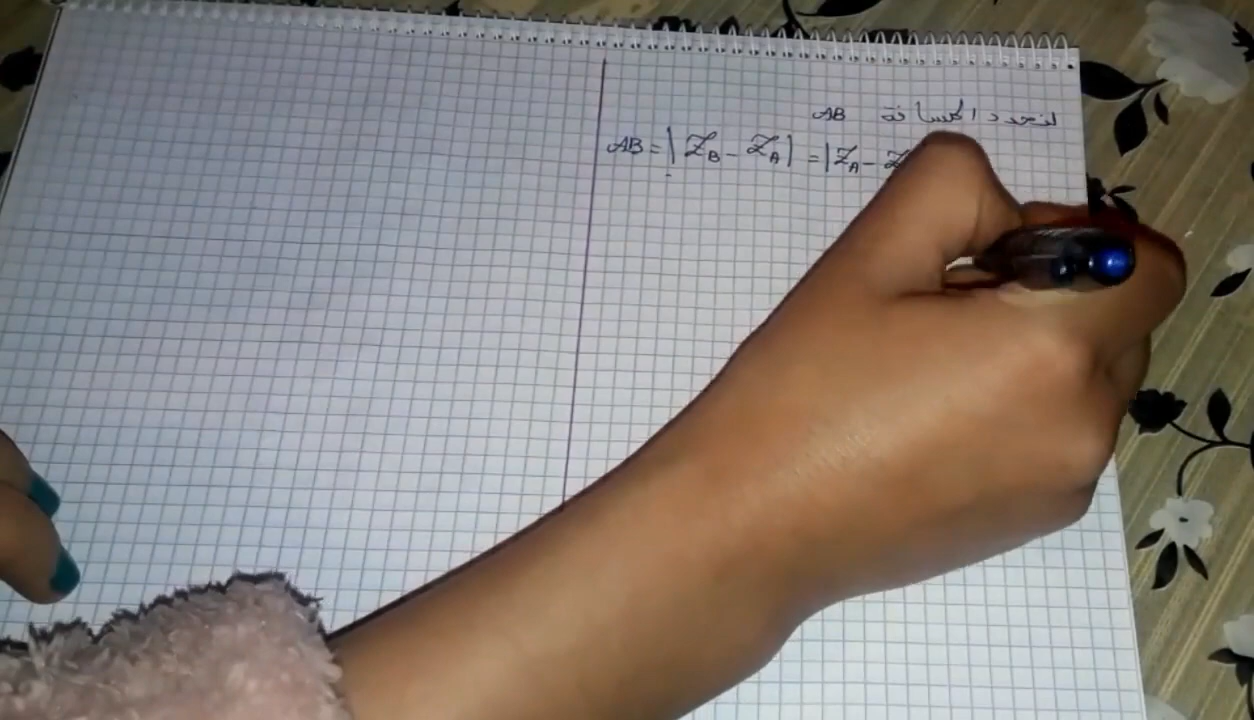 لنحدد المسافة AB
AB = | Z_B - Z_A | = | Z_A - Z